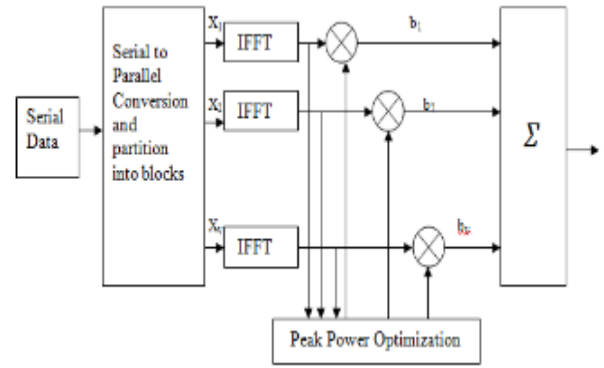 Serial
Data
Serial to
Parallel
Conversion
and
partition
into blocks
X1
IFFT
b1
X2
IFFT
IFFT
Σ
Peak Power Optimization